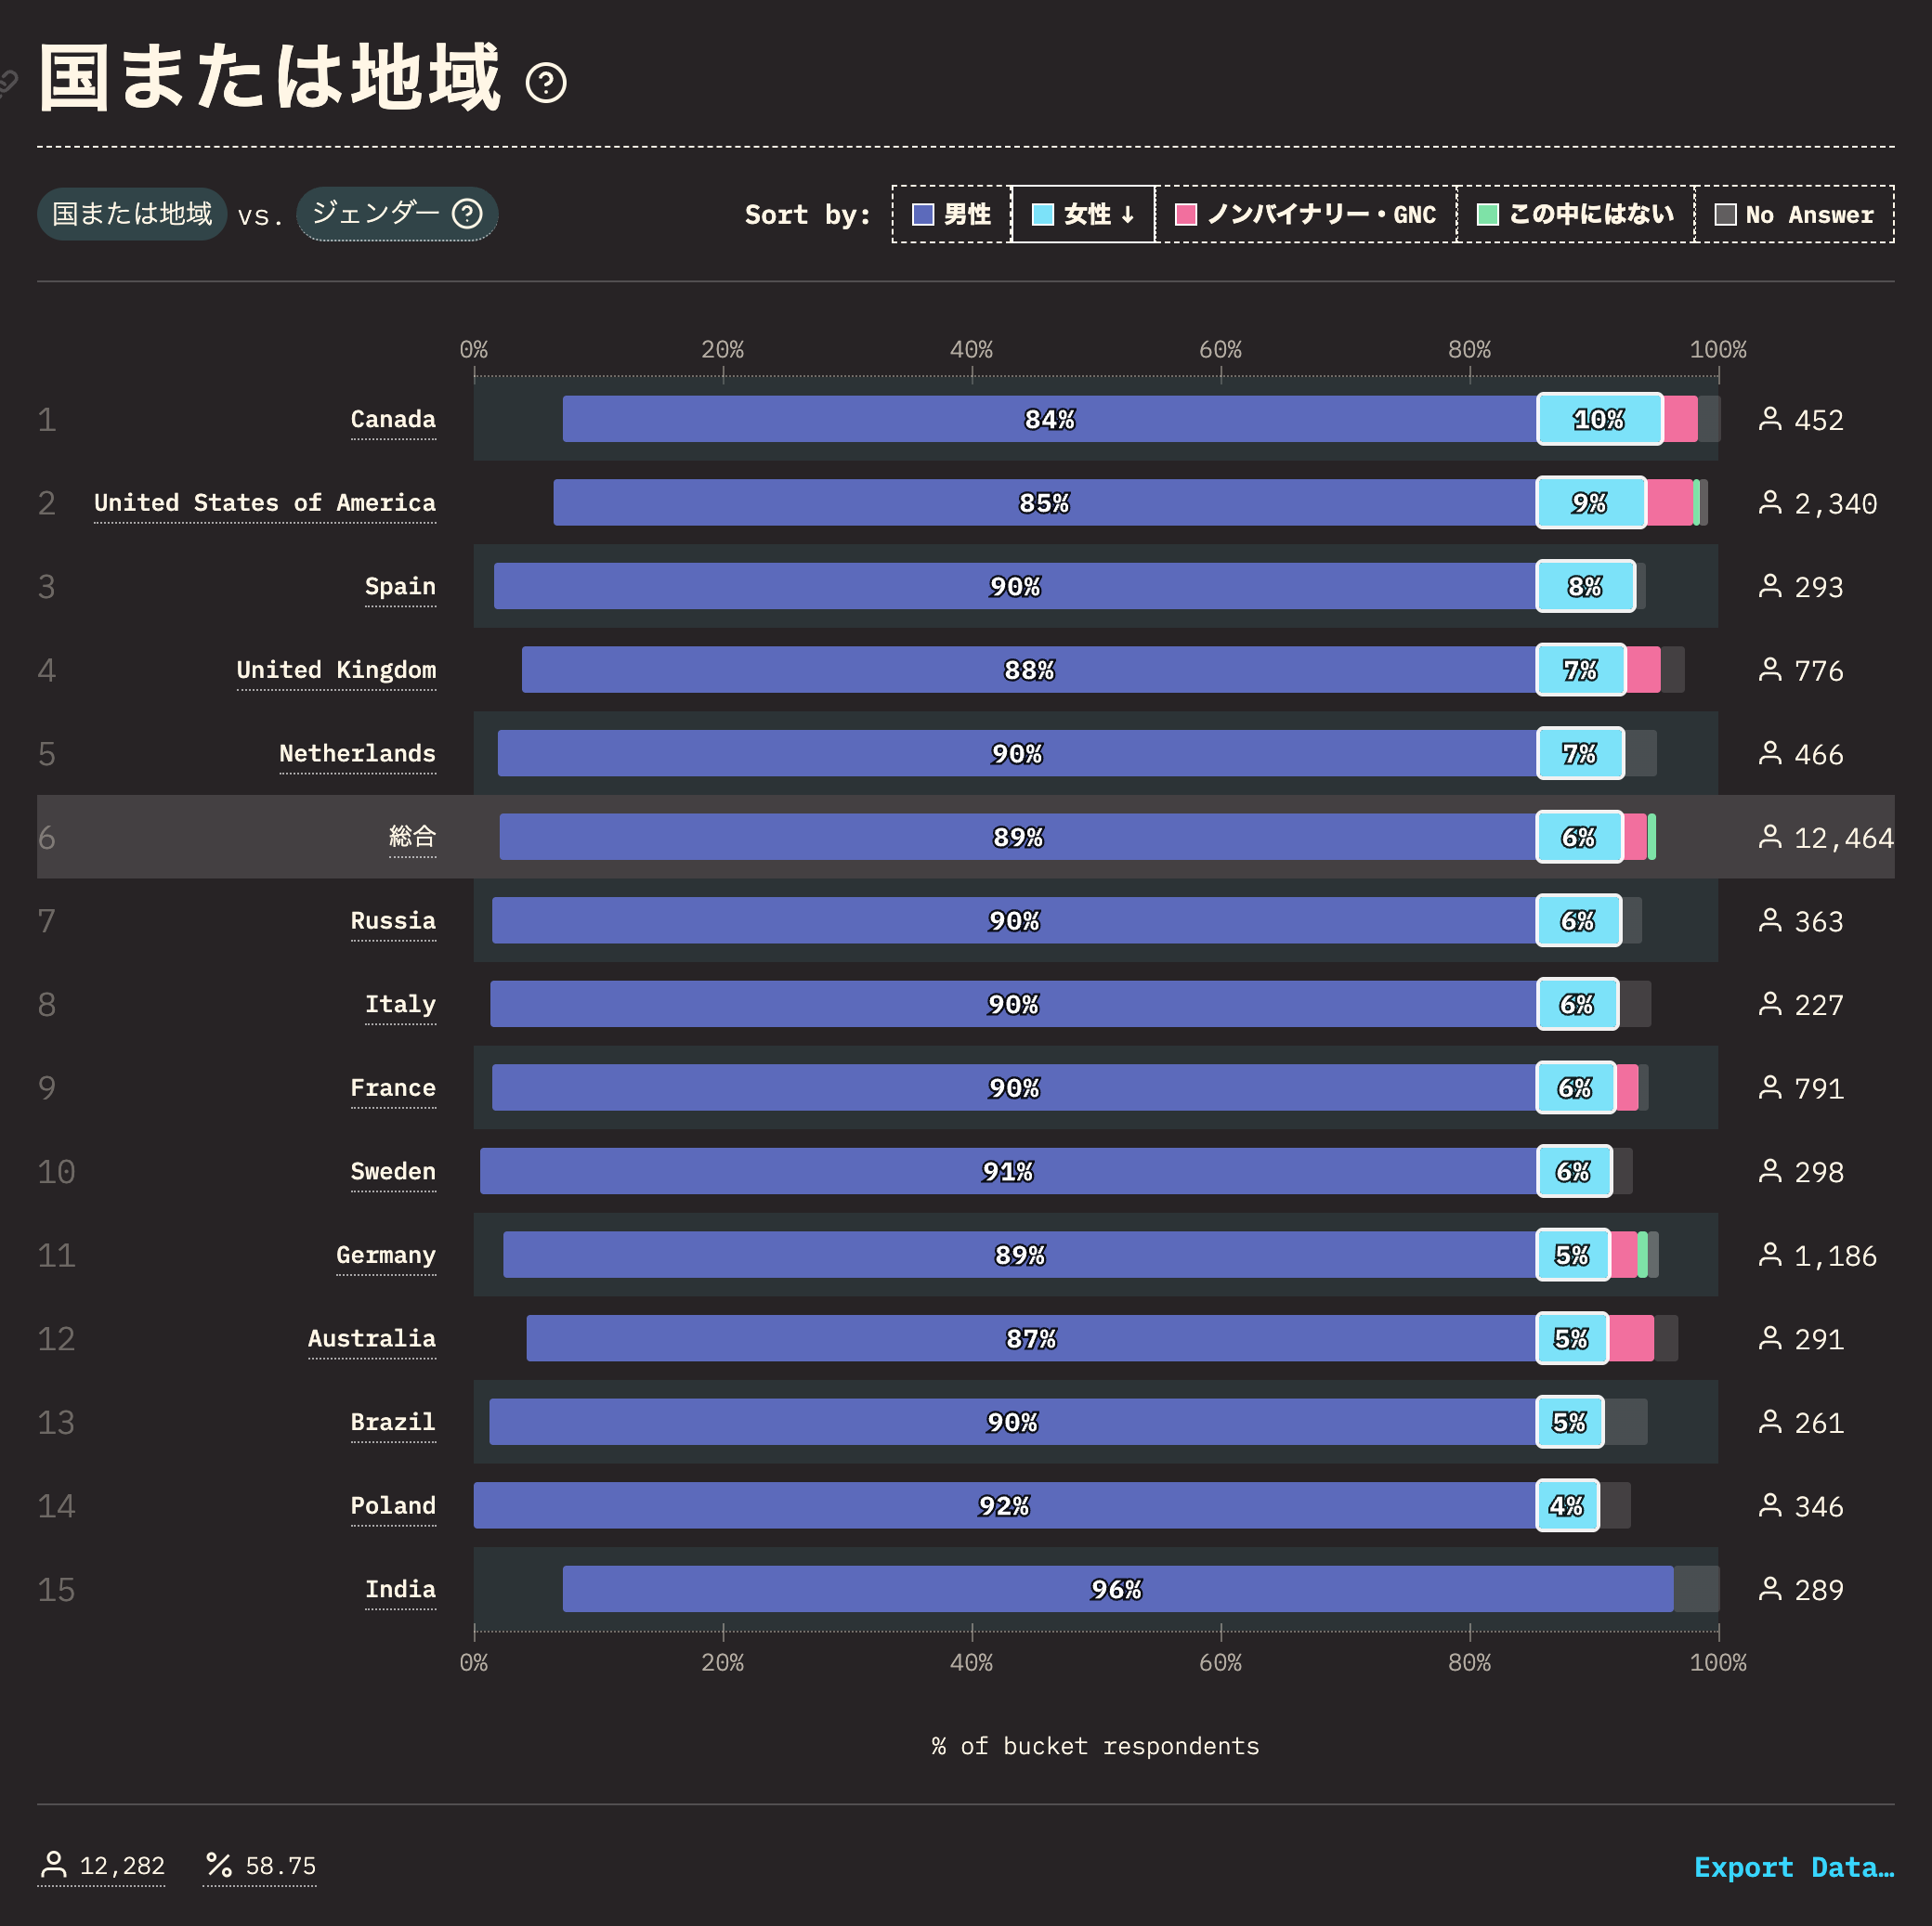 国または地域
国または地域 vs. ジェンダー
Sort by: 男性 女性 ↓ ノンバイナリー・GNC この中にはない No Answer
0% 20% 40% 60% 80% 100%
1 Canada 84% 10% 452
2 United States of America 85% 9% 2,340
3 Spain 90% 8% 293
4 United Kingdom 88% 7% 776
5 Netherlands 90% 7% 466
6 総合 89% 6% 12,464
7 Russia 90% 6% 363
8 Italy 90% 6% 227
9 France 90% 6% 791
10 Sweden 91% 6% 298
11 Germany 89% 5% 1,186
12 Australia 87% 5% 291
13 Brazil 90% 5% 261
14 Poland 92% 4% 346
15 India 96% 289
0% 20% 40% 60% 80% 100%
% of bucket respondents
12,282 % 58.75 Export Data…